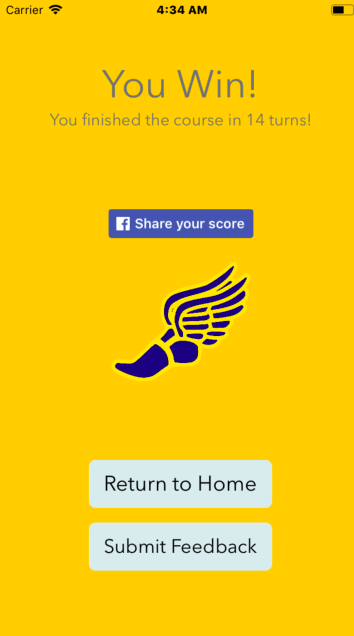 Carrier 4:34 AM
You Win!
You finished the course in 14 turns!
Share your score
Return to Home
Submit Feedback